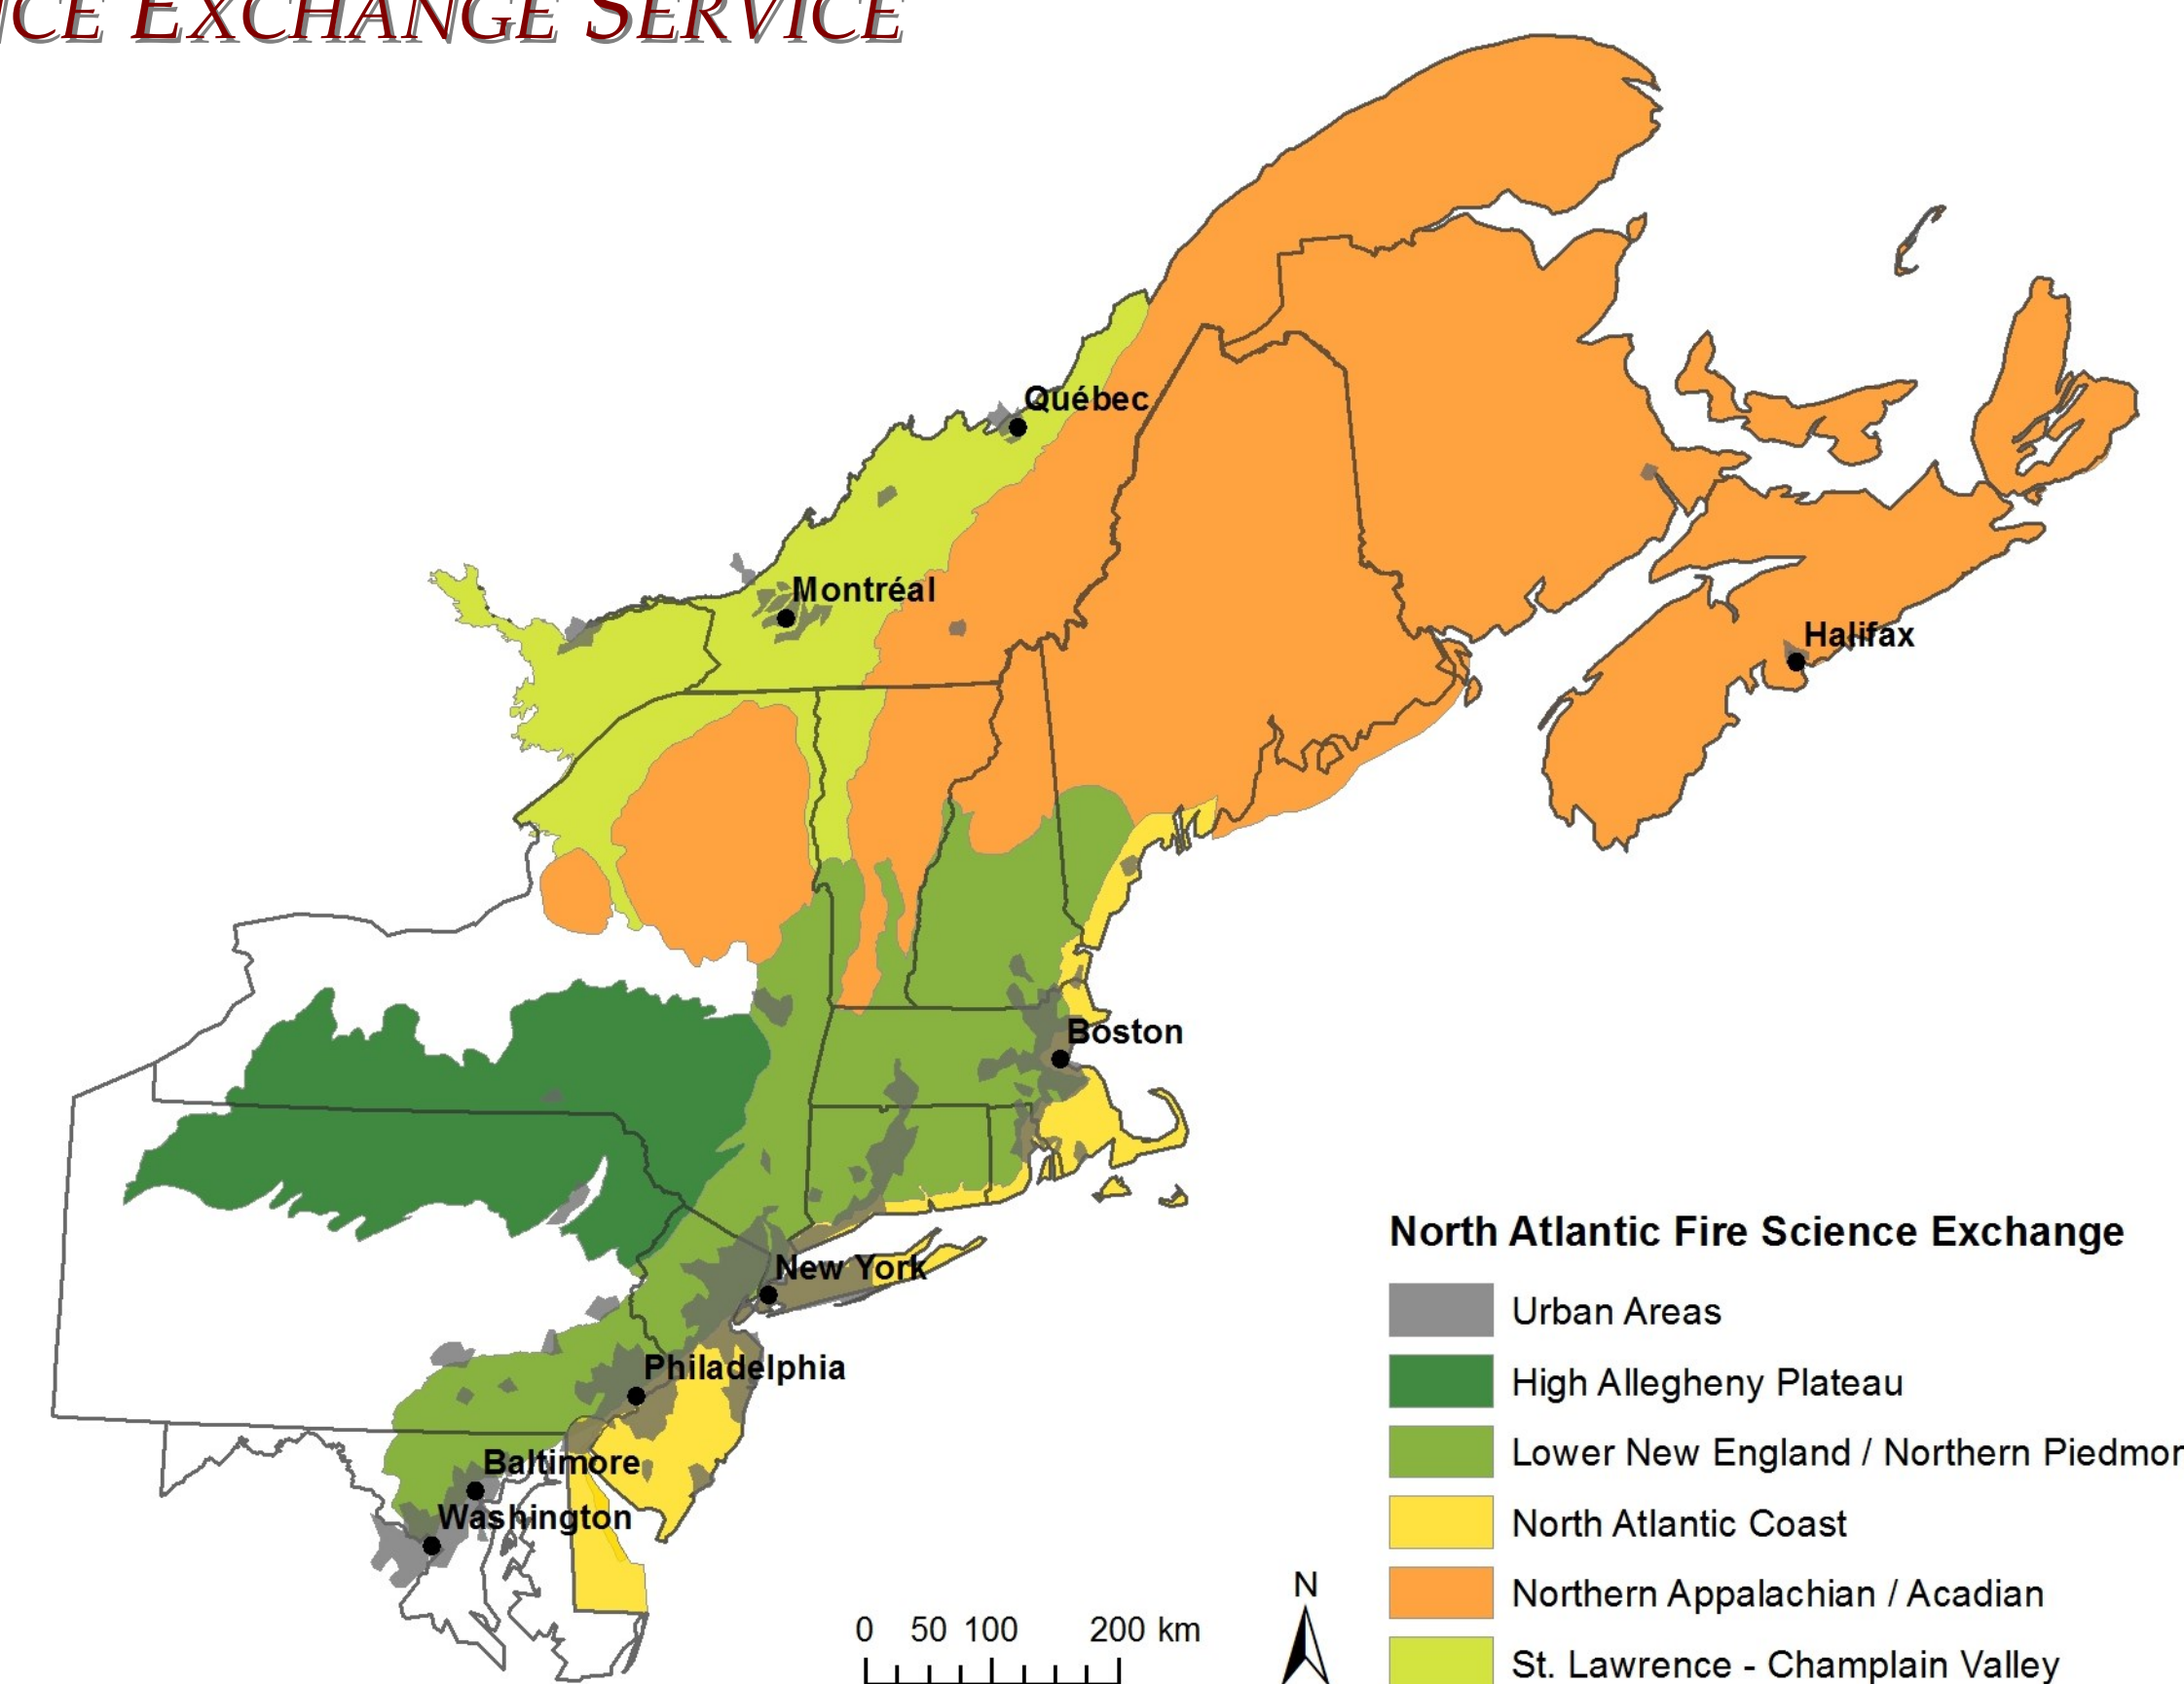 NCE EXCHANGE SERVICE
Québec
Montréal
Halifax
Boston
New York
Philadelphia
Baltimore
Washington
North Atlantic Fire Science Exchange
Urban Areas
High Allegheny Plateau
Lower New England / Northern Piedmon
North Atlantic Coast
Northern Appalachian / Acadian
St. Lawrence - Champlain Valley
N
0 50 100 200 km